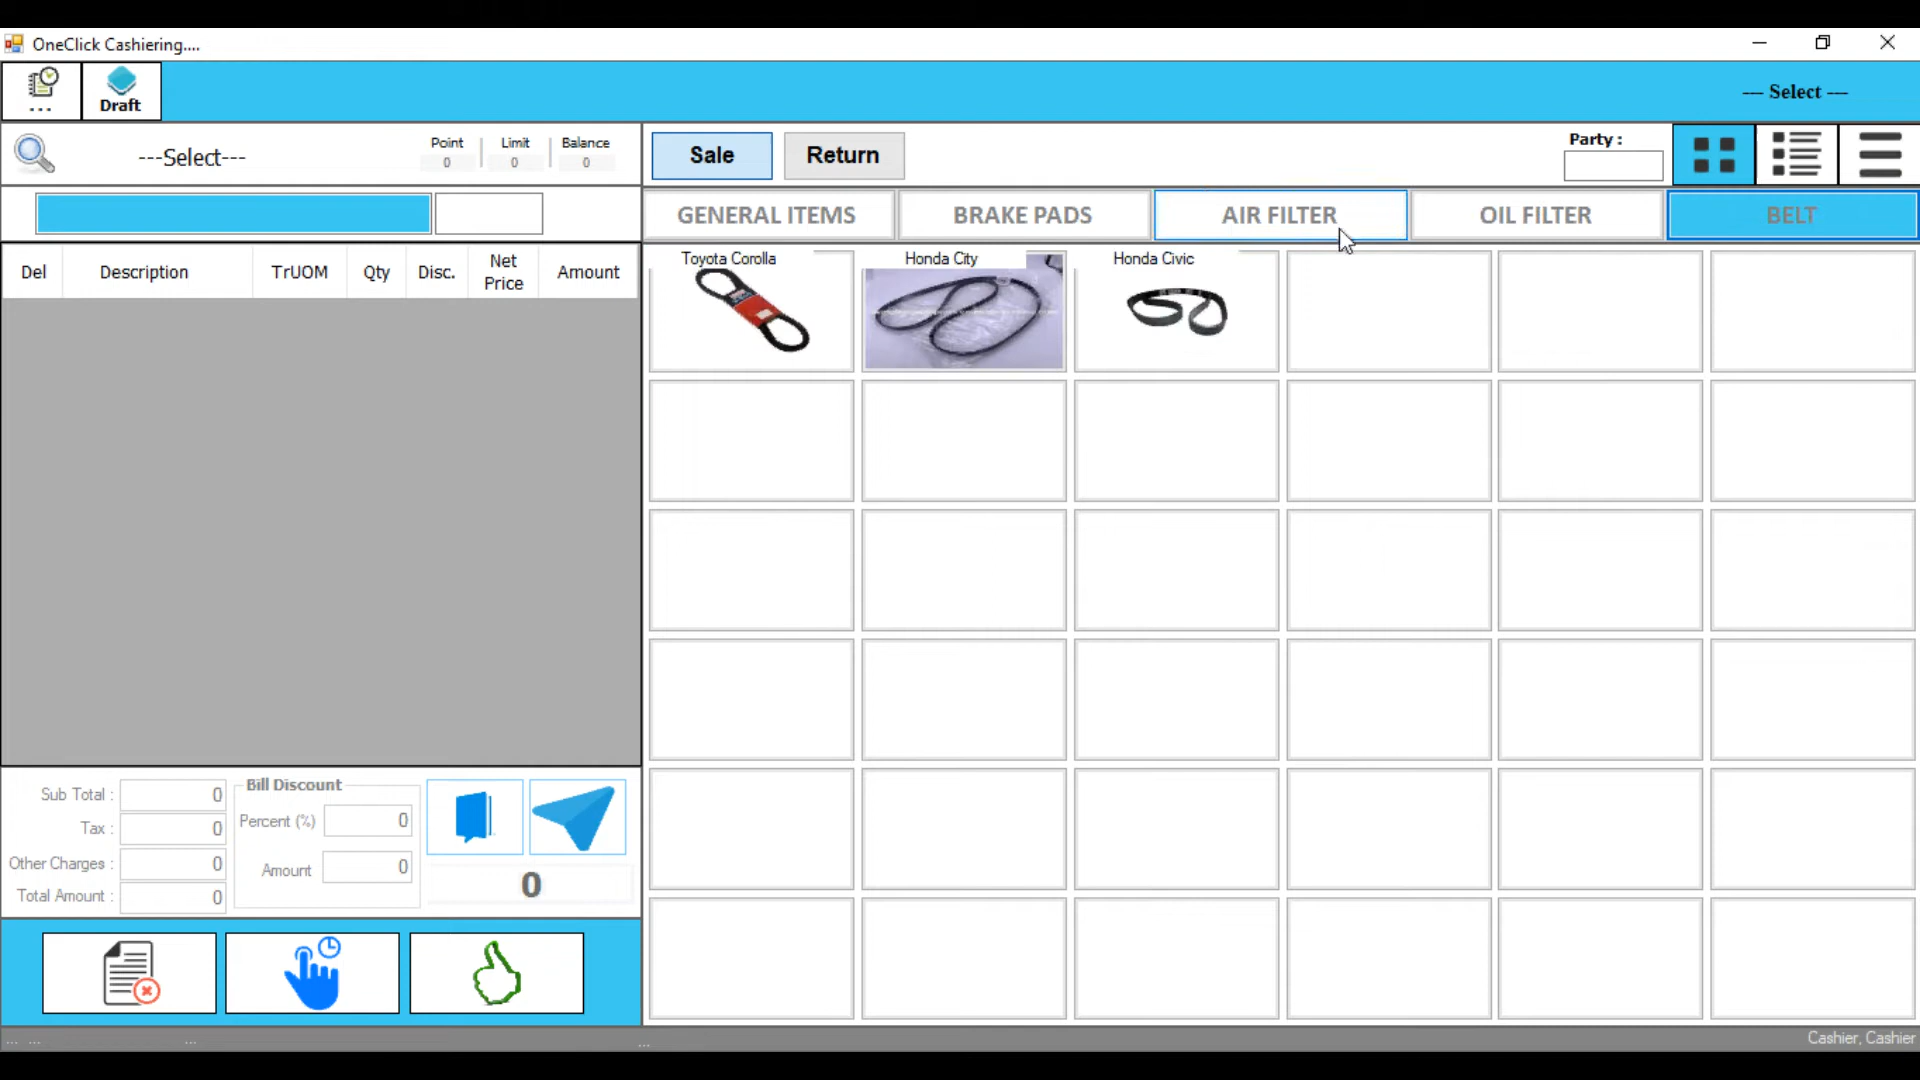 OneClick Cashiering....
...
Draft
--- Select ---
---Select---
Point
Limit
Balance
0
0
0
Sale
Return
Party :
GENERAL ITEMS
BRAKE PADS
AIR FILTER
OIL FILTER
BELT
Del
Description
TrUOM
Qty
Disc.
Net
Price
Amount
Toyota Corolla
Honda City
Honda Civic
Sub Total :
0
Tax :
0
Other Charges :
0
Total Amount :
0
Bill Discount
Percent (%)
0
Amount
0
0
... ...
...
...
Cashier, Cashier